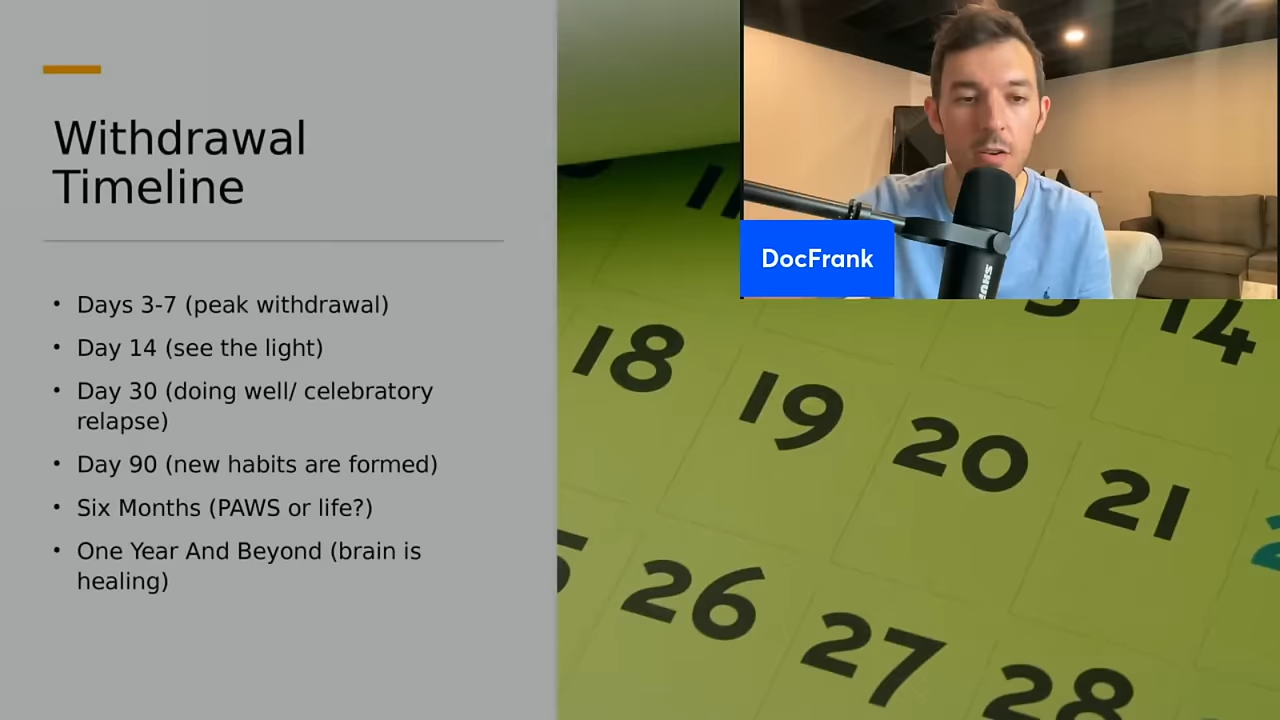 Withdrawal
Timeline
• Days 3-7 (peak withdrawal)
• Day 14 (see the light)
• Day 30 (doing well/ celebratory
relapse)
• Day 90 (new habits are formed)
• Six Months (PAWS or life?)
• One Year And Beyond (brain is
healing)
DocFrank
14
18
19
20
21
26
27
28